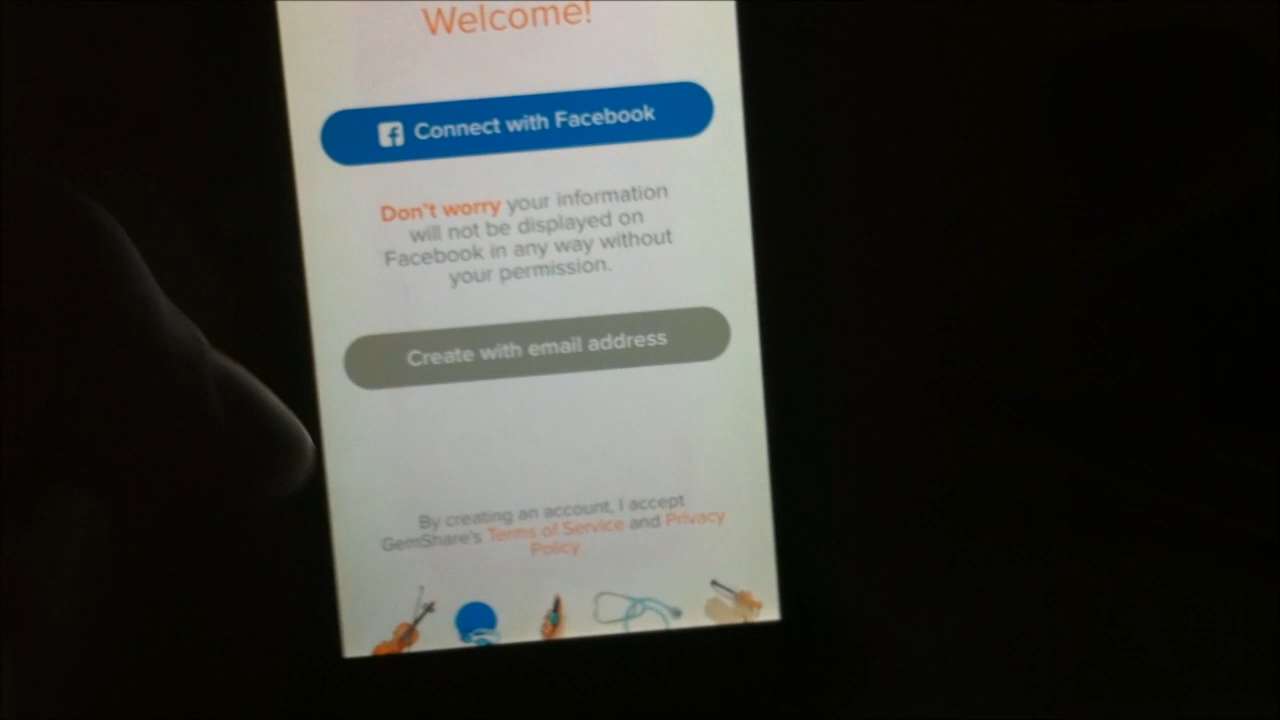 Welcome!
Connect with Facebook
Don't worry your information
will not be displayed on
Facebook in any way without
your permission.
Create with email address
By creating an account, I accept
GemShare's Terms of Service and Privacy
Policy